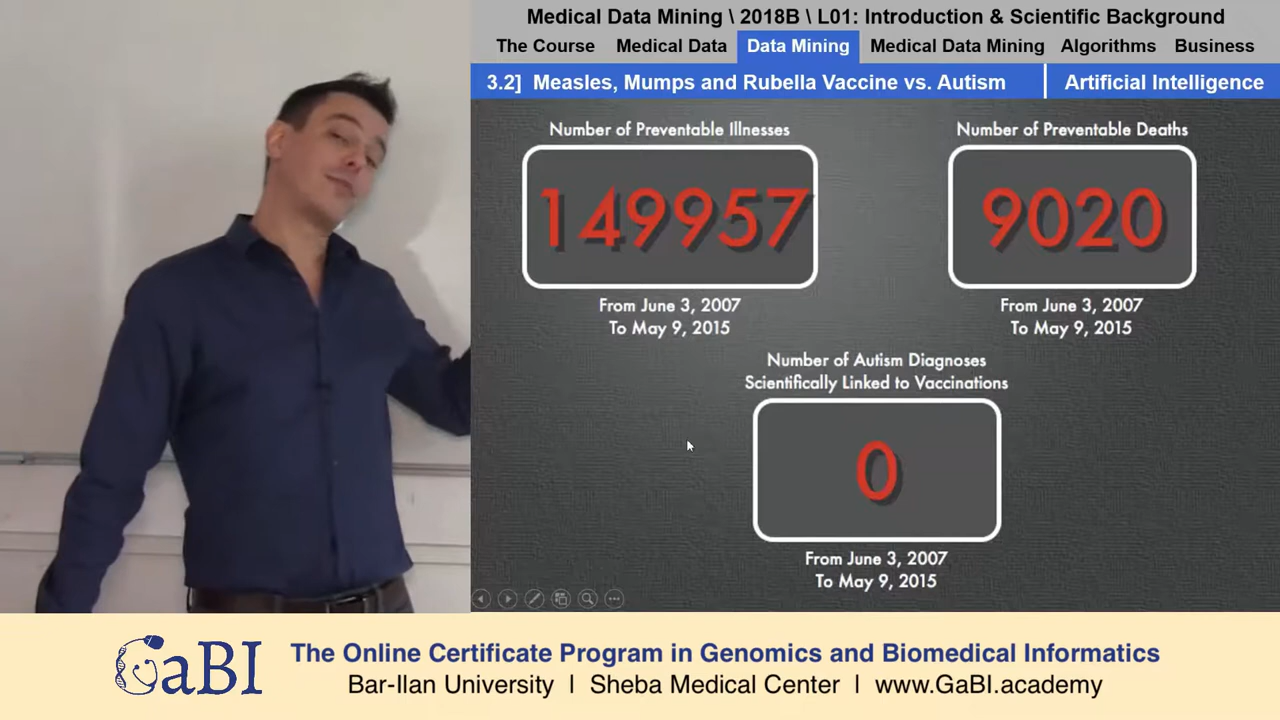 Medical Data Mining \ 2018B \ L01: Introduction & Scientific Background
The Course Medical Data Data Mining Medical Data Mining Algorithms Business
3.2] Measles, Mumps and Rubella Vaccine vs. Autism Artificial Intelligence
Number of Preventable Illnesses
149957
From June 3, 2007
To May 9, 2015
Number of Preventable Deaths
9020
From June 3, 2007
To May 9, 2015
Number of Autism Diagnoses
Scientifically Linked to Vaccinations
0
From June 3, 2007
To May 9, 2015
GaBI
The Online Certificate Program in Genomics and Biomedical Informatics
Bar-Ilan University | Sheba Medical Center | www.GaBI.academy